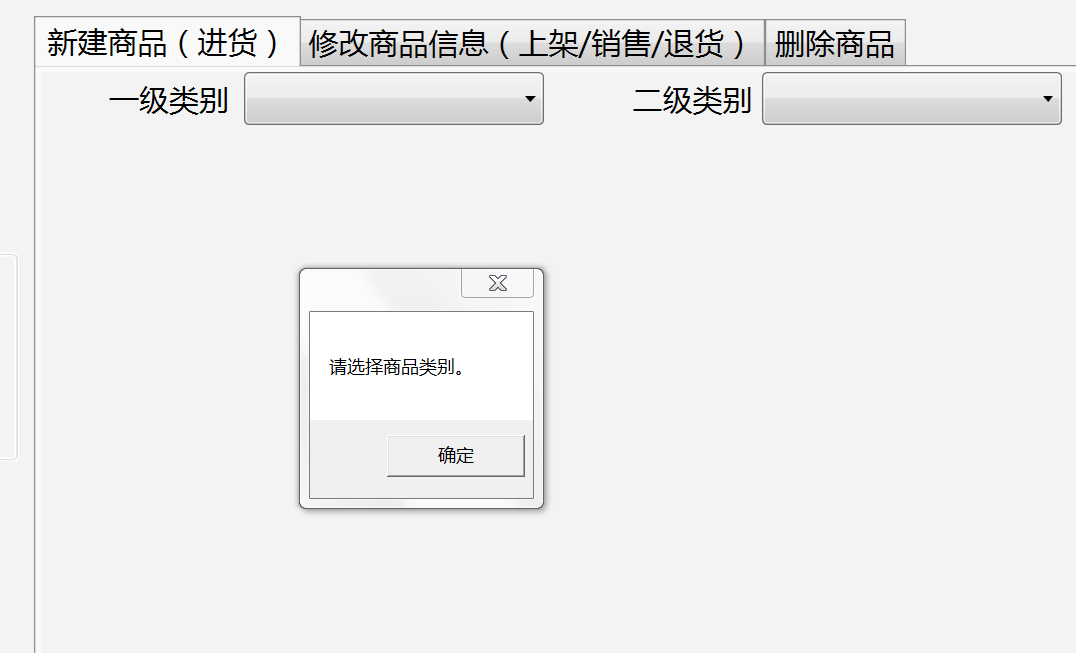 新建商品（进货） 修改商品信息（上架/销售/退货） 删除商品
一级类别 二级类别
请选择商品类别。
确定